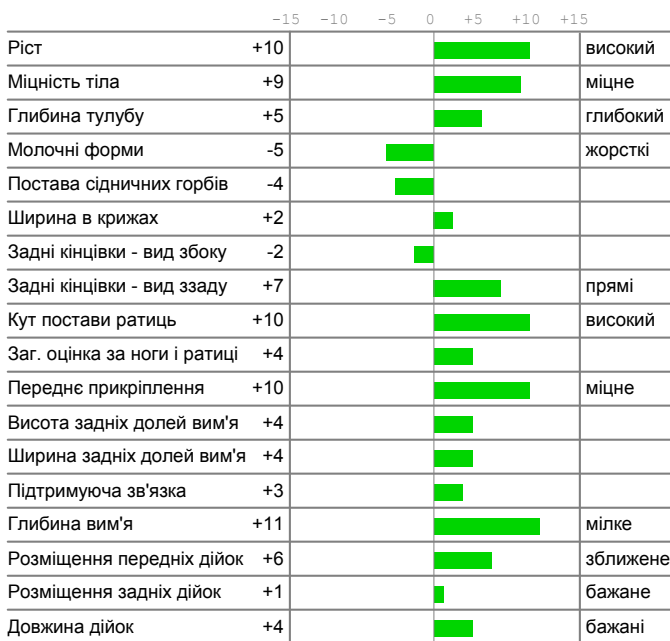 -15 -10 -5 0 +5 +10 +15
Ріст +10 високий
Міцність тіла +9 міцне
Глибина тулубу +5 глибокий
Молочні форми -5 жорсткі
Постава сідничних горбів -4
Ширина в крижах +2
Задні кінцівки - вид збоку -2
Задні кінцівки - вид ззаду +7 прямі
Кут постави ратиць +10 високий
Заг. оцінка за ноги і ратиці +4
Переднє прикріплення +10 міцне
Висота задніх долей вим'я +4
Ширина задніх долей вим'я +4
Підтримуюча зв'язка +3
Глибина вим'я +11 мілке
Розміщення передніх дійок +6 зближене
Розміщення задніх дійок +1 бажане
Довжина дійок +4 бажані